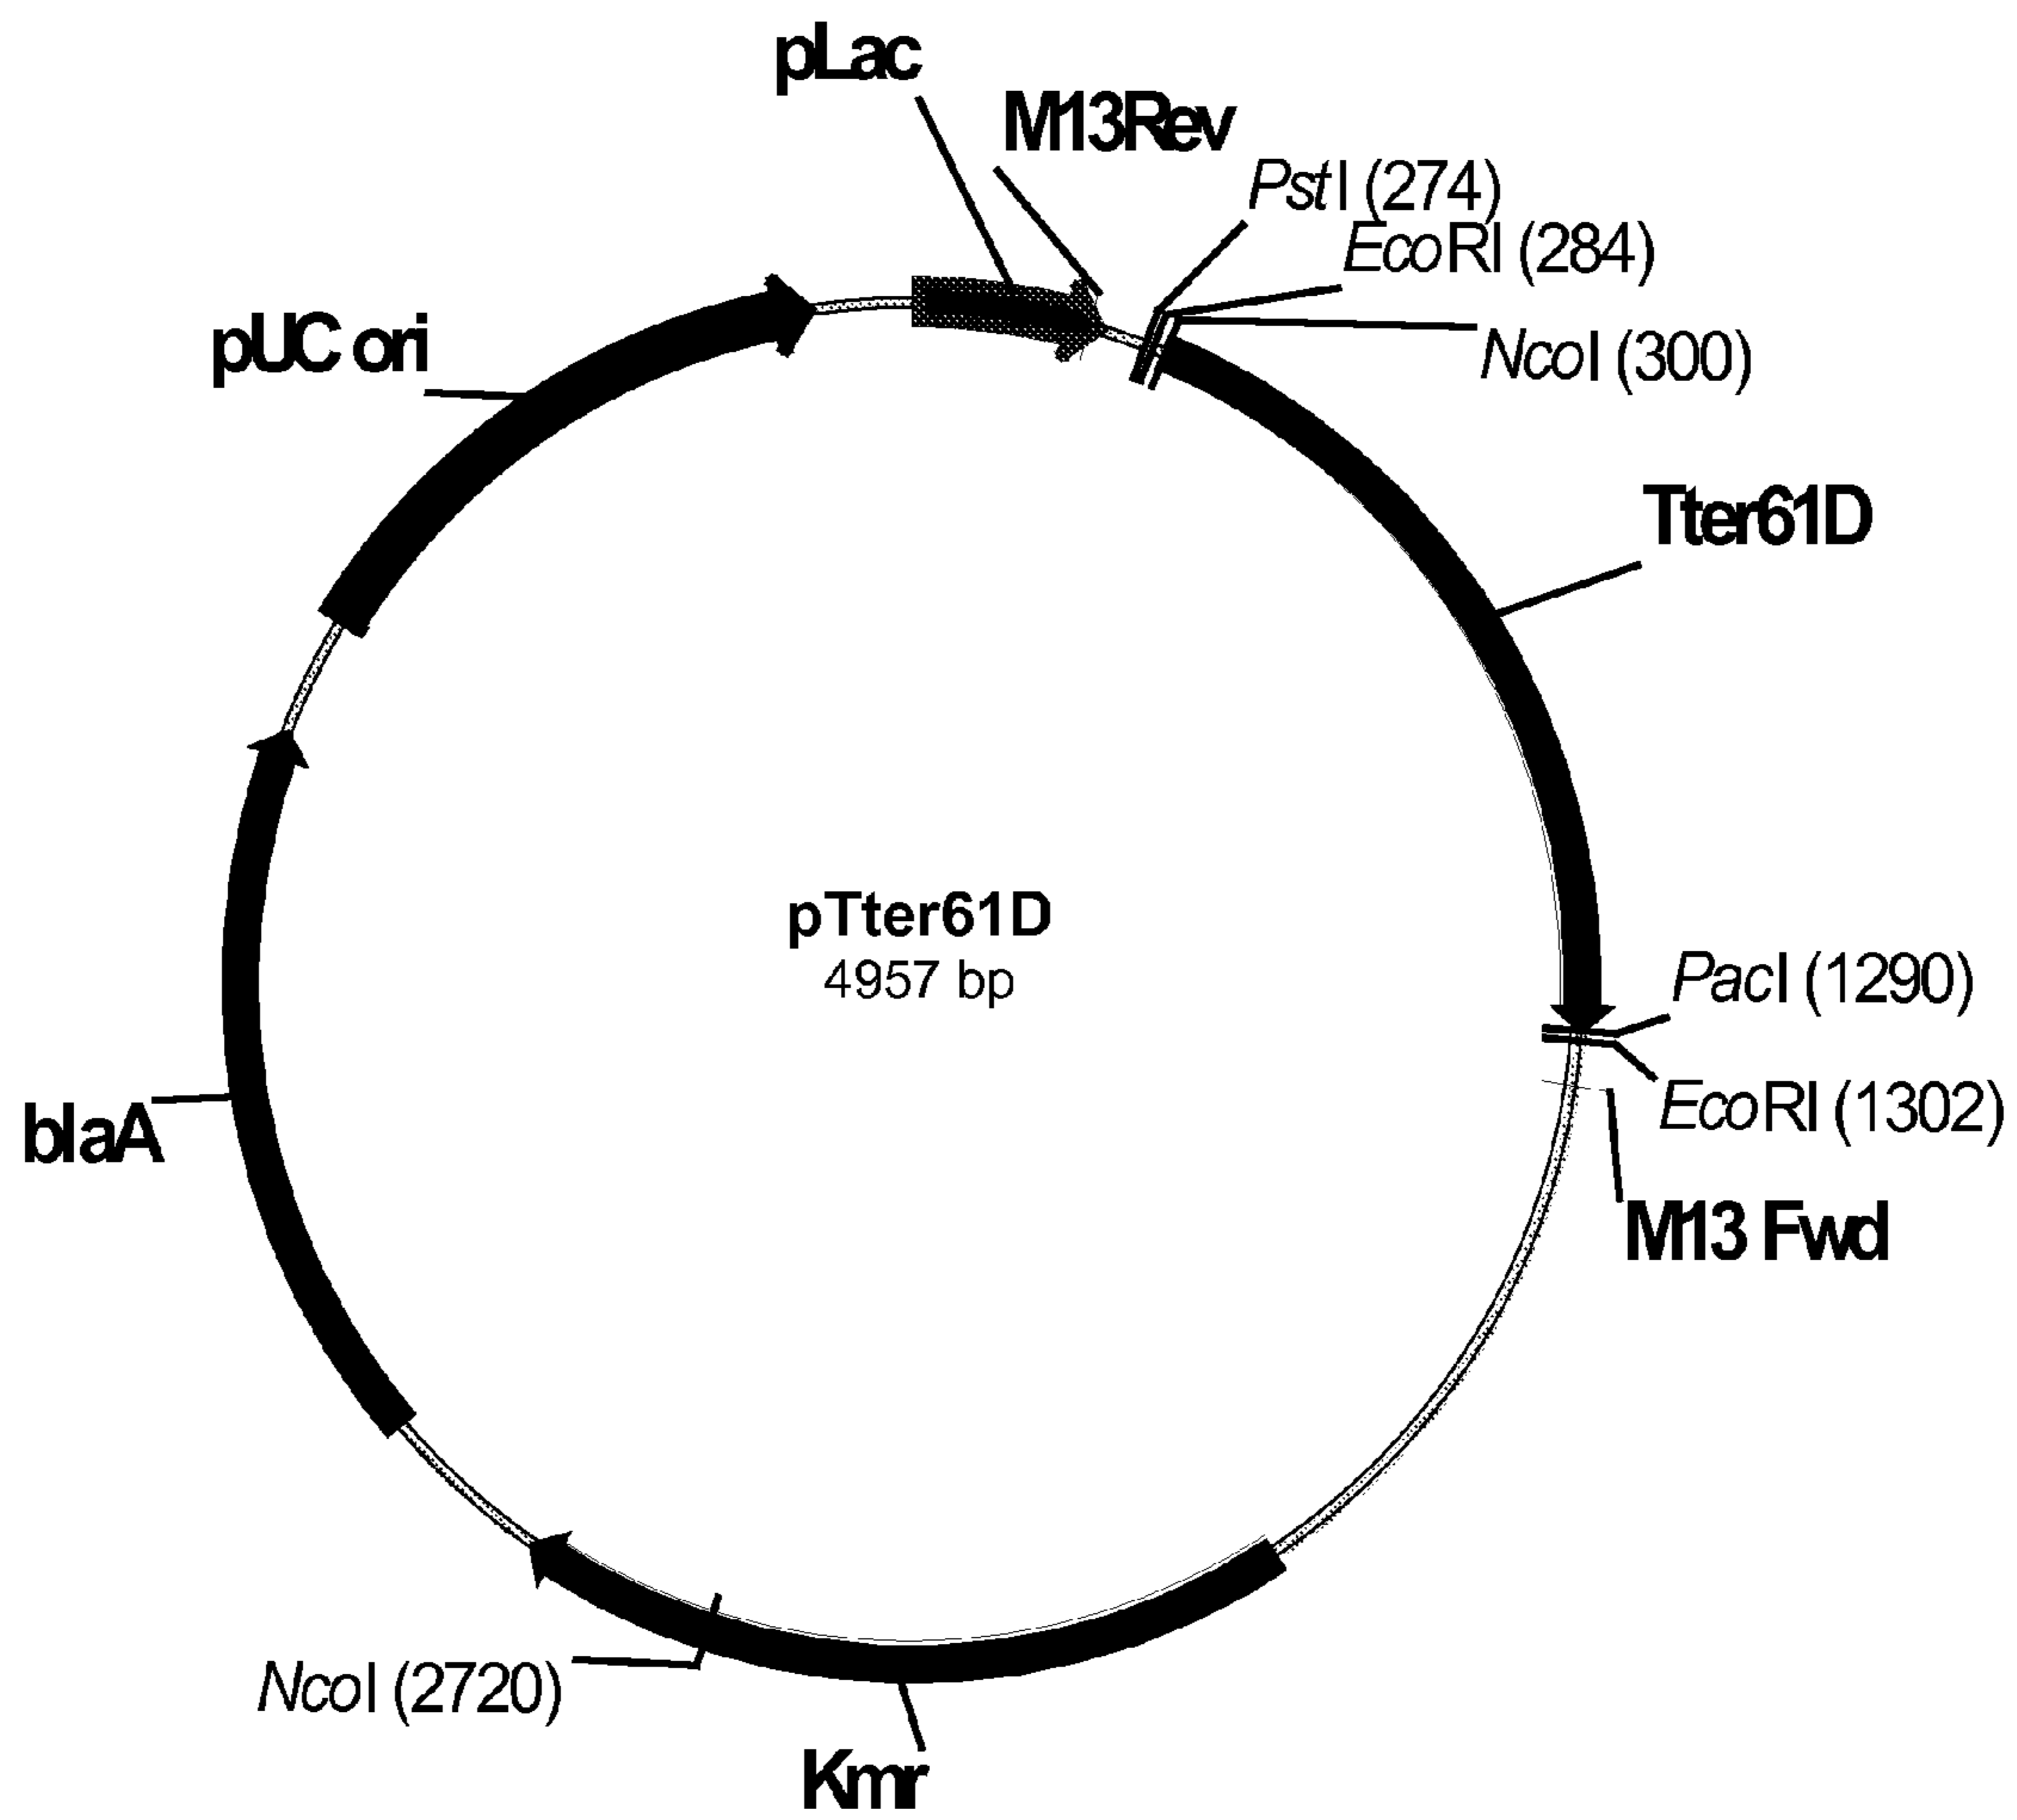 pLac
M13Rev
PstI (274)
EcoRI (284)
NcoI (300)
pUC ori
Tter61D
pTter61D
4957 bp
PacI (1290)
EcoRI (1302)
blaA
M13 Fwd
NcoI (2720)
Kmr